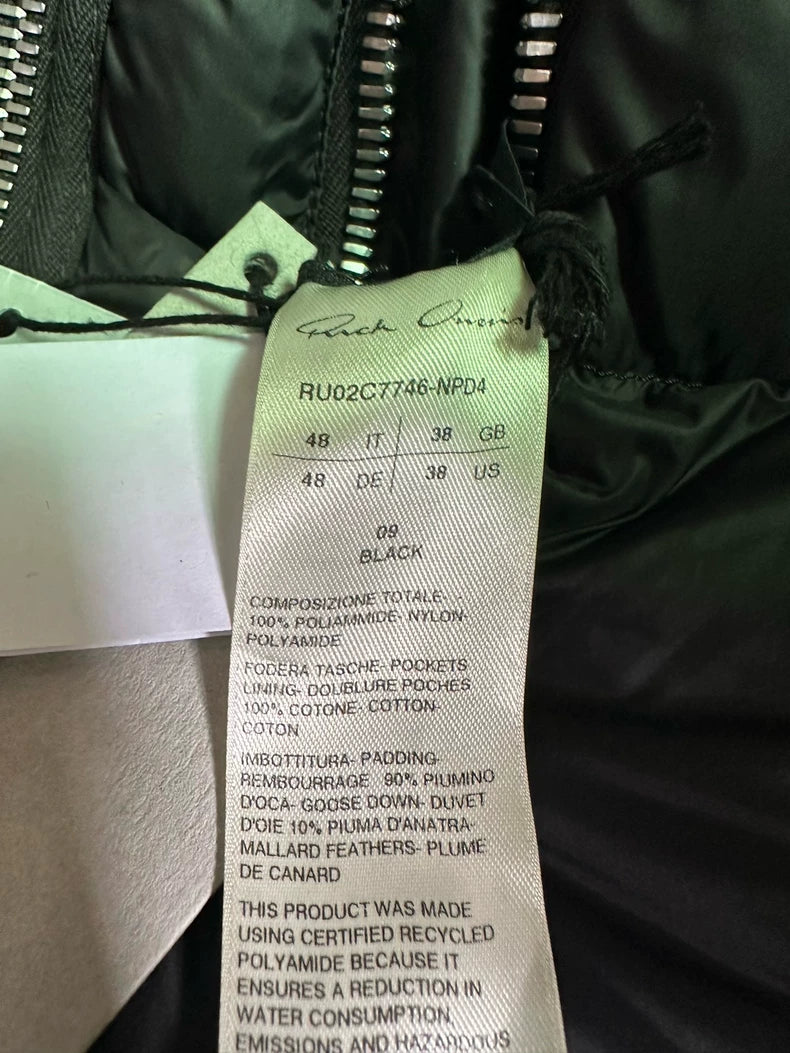 Rick Owens
RU02C7746-NPD4
48 IT 38 GB
48 DE 38 US
09
BLACK
COMPOSIZIONE TOTALE-
100% POLIAMMIDE- NYLON-
POLYAMIDE
FODERA TASCHE- POCKETS
LINING- DOUBLURE POCHES
100% COTONE- COTTON-
COTON
IMBOTTITURA- PADDING-
REMBOURRAGE 90% PIUMINO
D'OCA- GOOSE DOWN- DUVET
D'OIE 10% PIUMA D'ANATRA-
MALLARD FEATHERS- PLUME
DE CANARD
THIS PRODUCT WAS MADE
USING CERTIFIED RECYCLED
POLYAMIDE BECAUSE IT
ENSURES A REDUCTION IN
WATER CONSUMPTION,
EMISSIONS AND HAZARDOUS